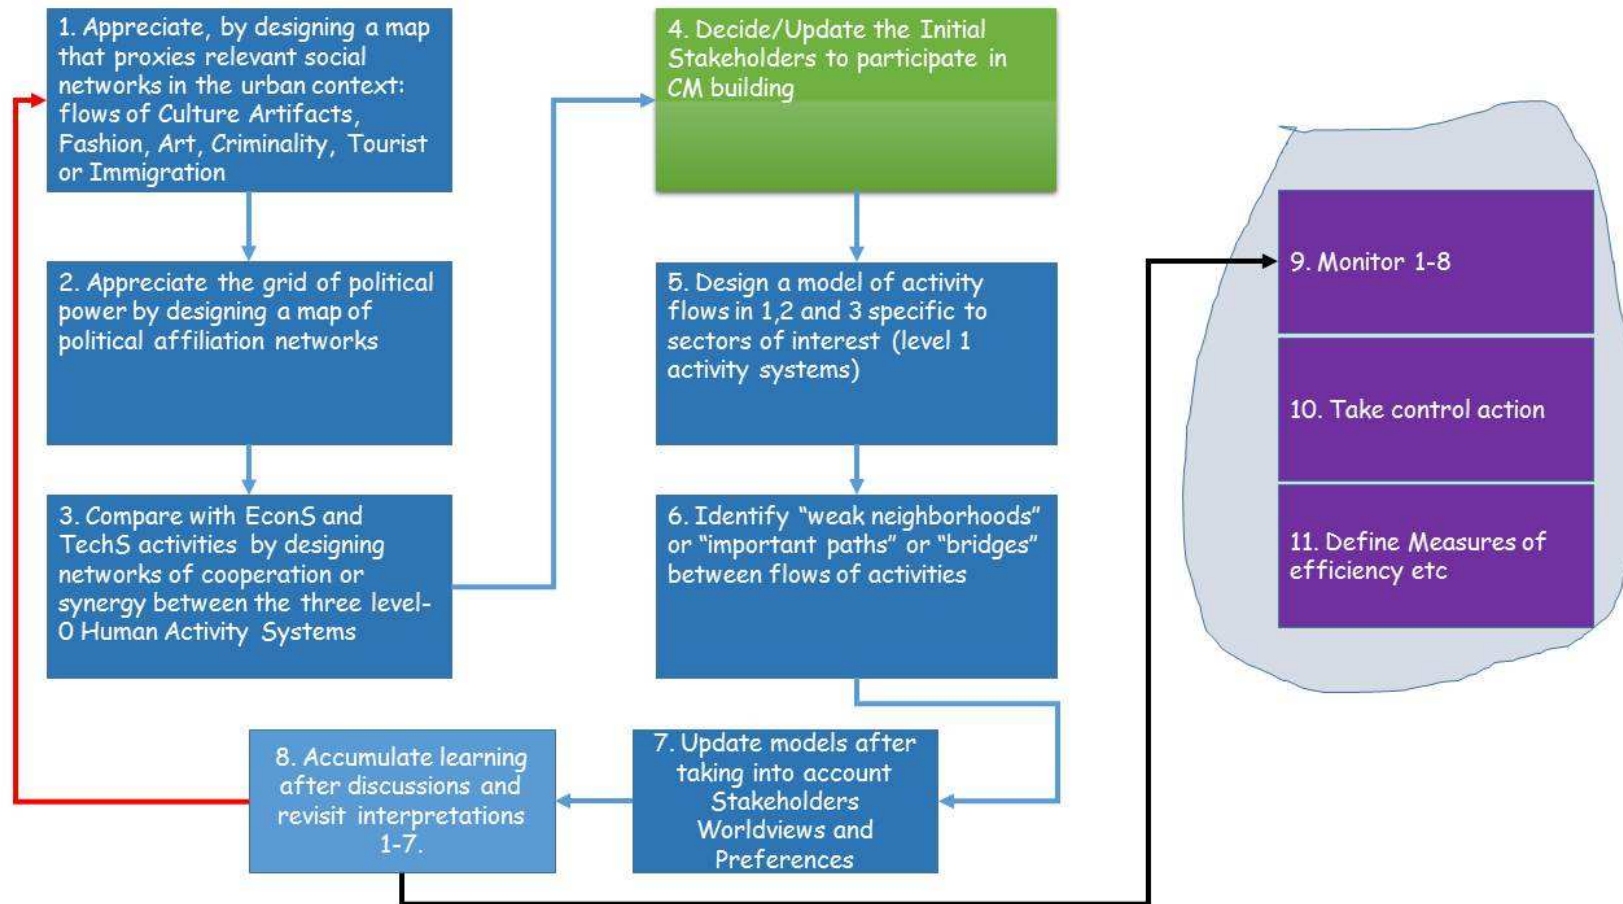 1. Appreciate, by designing a map
that proxies relevant social
networks in the urban context:
flows of Culture Artifacts,
Fashion, Art, Criminality, Tourist
or Immigration
2. Appreciate the grid of political
power by designing a map of
political affiliation networks
3. Compare with EconS and
TechS activities by designing
networks of cooperation or
synergy between the three level-
0 Human Activity Systems
4. Decide/Update the Initial
Stakeholders to participate in
CM building
5. Design a model of activity
flows in 1,2 and 3 specific to
sectors of interest (level 1
activity systems)
6. Identify “weak neighborhoods”
or “important paths” or “bridges”
between flows of activities
7. Update models after
taking into account
Stakeholders
Worldviews and
Preferences
8. Accumulate learning
after discussions and
revisit interpretations
1-7.
9. Monitor 1-8
10. Take control action
11. Define Measures of
efficiency etc